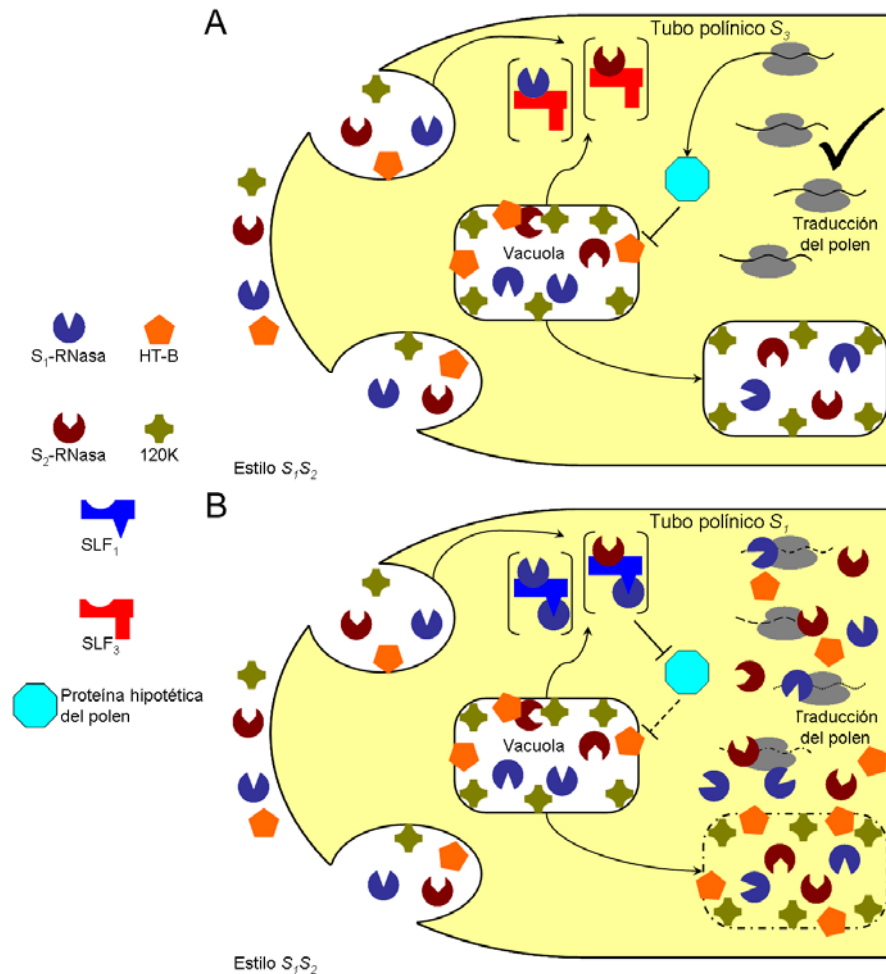 A
Tubo polínico S3
Vacuola
Traducción
del polen
S1-RNasa
HT-B
S2-RNasa
120K
SLF1
SLF3
Proteína hipotética
del polen
Estilo S1S2
B
Tubo polínico S1
Vacuola
Traducción
del polen
Estilo S1S2